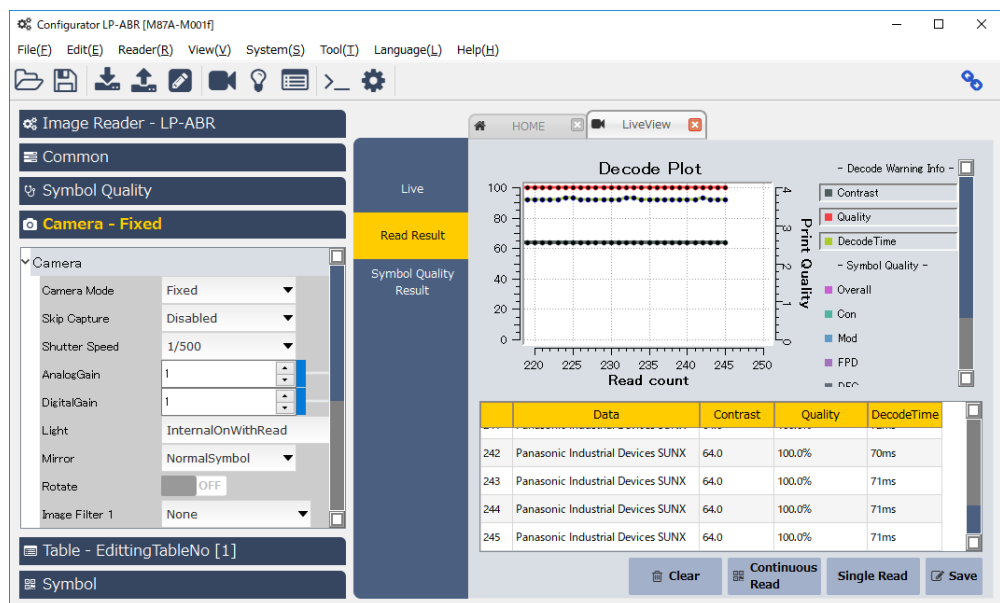 Configurator LP-ABR [M87A-M001f]
File(F) Edit(E) Reader(R) View(V) System(S) Tool(T) Language(L) Help(H)
Image Reader - LP-ABR
Common
Symbol Quality
Camera - Fixed
Camera
Camera Mode Fixed
Skip Capture Disabled
Shutter Speed 1/500
AnalogGain 1
DigitalGain 1
Light InternalOnWithRead
Mirror NormalSymbol
Rotate OFF
Image Filter 1 None
Table - EdittingTableNo [1]
Symbol
Live
Read Result
Symbol Quality
Result
HOME
LiveView
Decode Plot
100
80
60
40
20
0
220 225 230 235 240 245 250
Read count
4
3
2
1
0
Print Quality
- Decode Warning Info -
Contrast
Quality
DecodeTime
- Symbol Quality -
Overall
Con
Mod
FPD
Data Contrast Quality DecodeTime
242 Panasonic Industrial Devices SUNX 64.0 100.0% 70ms
243 Panasonic Industrial Devices SUNX 64.0 100.0% 71ms
244 Panasonic Industrial Devices SUNX 64.0 100.0% 71ms
245 Panasonic Industrial Devices SUNX 64.0 100.0% 71ms
Clear
Continuous
Read
Single Read
Save